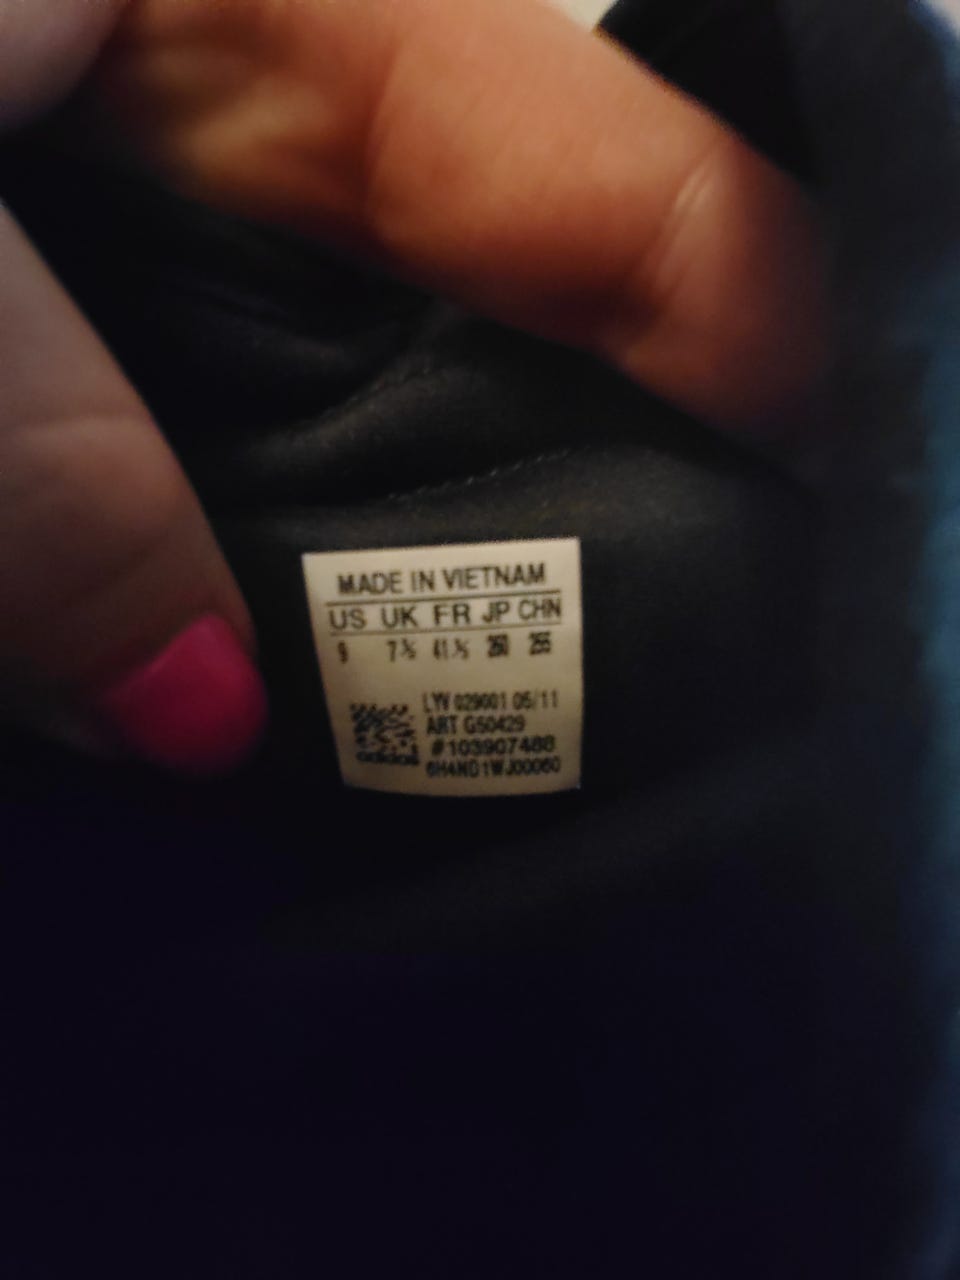 MADE IN VIETNAM
US UK FR JP CHN
9 7½ 41⅓ 260 255
LYV 029001 05/11
ART G50429
#103907488
adidas
6H4ND1WJ00060